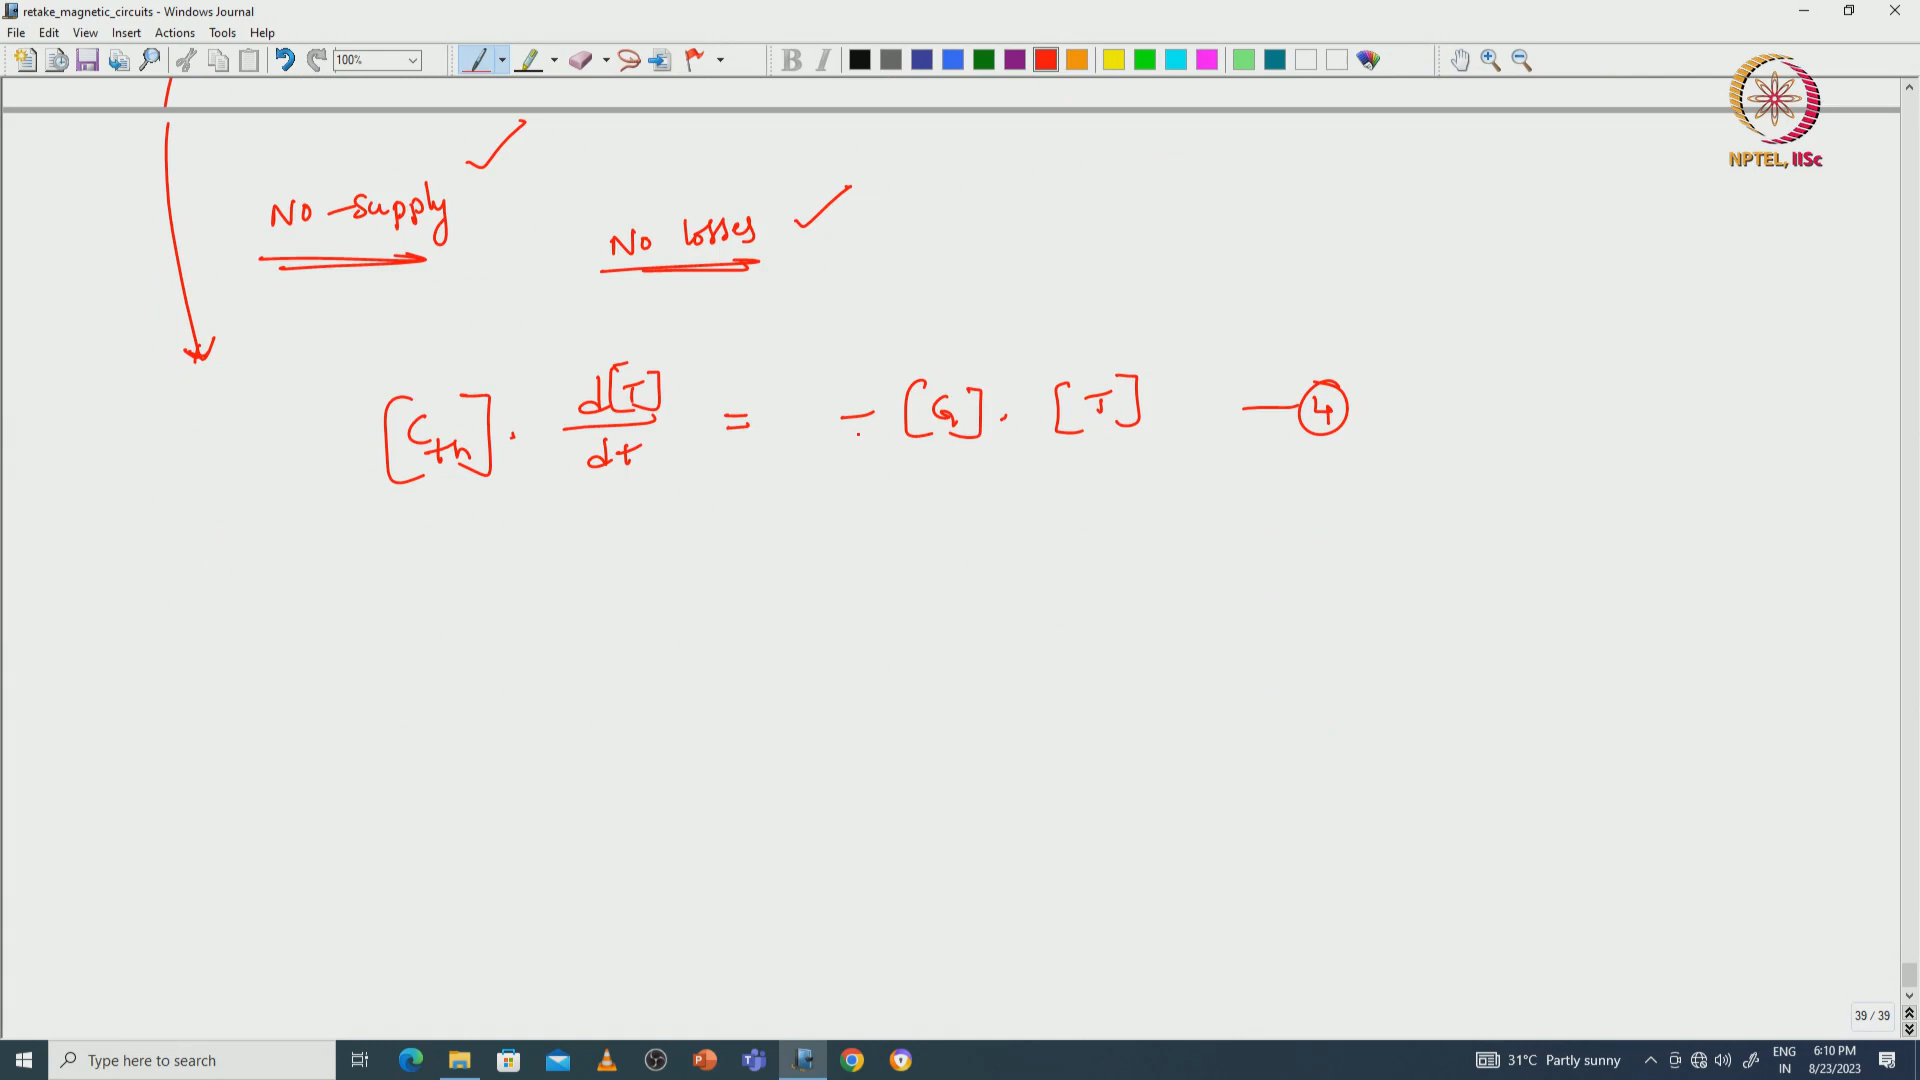 retake_magnetic_circuits - Windows Journal
File Edit View Insert Actions Tools Help
100%
B I
NPTEL, IISc
No supply
No losses
[C_th] . d[T]/dt = - [G] . [T] — 4
39 / 39
Type here to search
31°C Partly sunny
ENG
IN
6:10 PM
8/23/2023